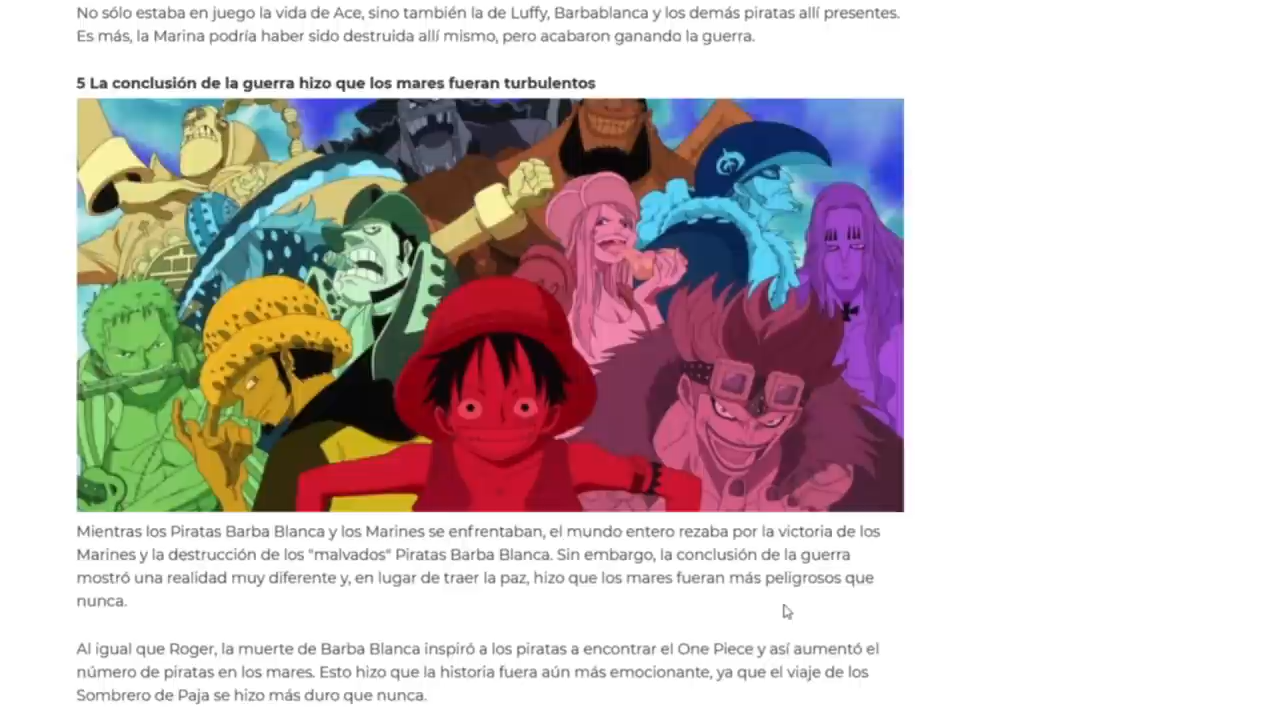 No sólo estaba en juego la vida de Ace, sino también la de Luffy, Barbablanca y los demás piratas allí presentes.
Es más, la Marina podría haber sido destruida allí mismo, pero acabaron ganando la guerra.
5 La conclusión de la guerra hizo que los mares fueran turbulentos
Mientras los Piratas Barba Blanca y los Marines se enfrentaban, el mundo entero rezaba por la victoria de los
Marines y la destrucción de los "malvados" Piratas Barba Blanca. Sin embargo, la conclusión de la guerra
mostró una realidad muy diferente y, en lugar de traer la paz, hizo que los mares fueran más peligrosos que
nunca.
Al igual que Roger, la muerte de Barba Blanca inspiró a los piratas a encontrar el One Piece y así aumentó el
número de piratas en los mares. Esto hizo que la historia fuera aún más emocionante, ya que el viaje de los
Sombrero de Paja se hizo más duro que nunca.